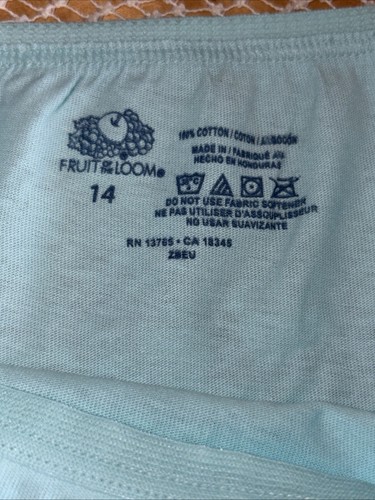 FRUIT OF THE LOOM®
14
100% COTTON / COTON / ALGODÓN
MADE IN / FABRIQUÉ AU /
HECHO EN HONDURAS
DO NOT USE FABRIC SOFTENER
NE PAS UTILISER D'ASSOUPLISSEUR
NO USAR SUAVIZANTE
RN 13765 • CA 18345